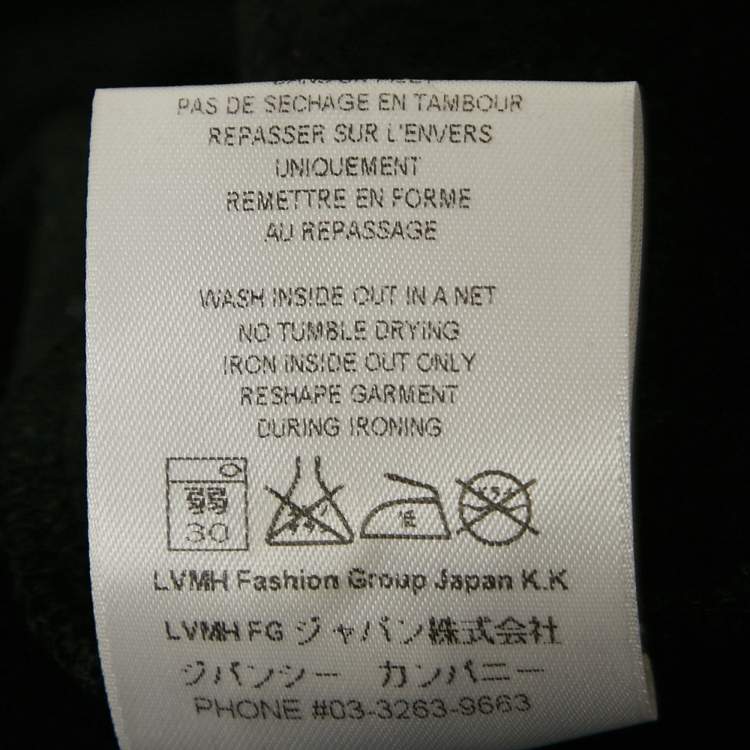 PAS DE SECHAGE EN TAMBOUR
REPASSER SUR L'ENVERS
UNIQUEMENT
REMETTRE EN FORME
AU REPASSAGE
WASH INSIDE OUT IN A NET
NO TUMBLE DRYING
IRON INSIDE OUT ONLY
RESHAPE GARMENT
DURING IRONING
弱
30
低
LVMH Fashion Group Japan K.K
LVMH FG ジャパン株式会社
ジバンシー カンパニー
PHONE #03-3263-9663